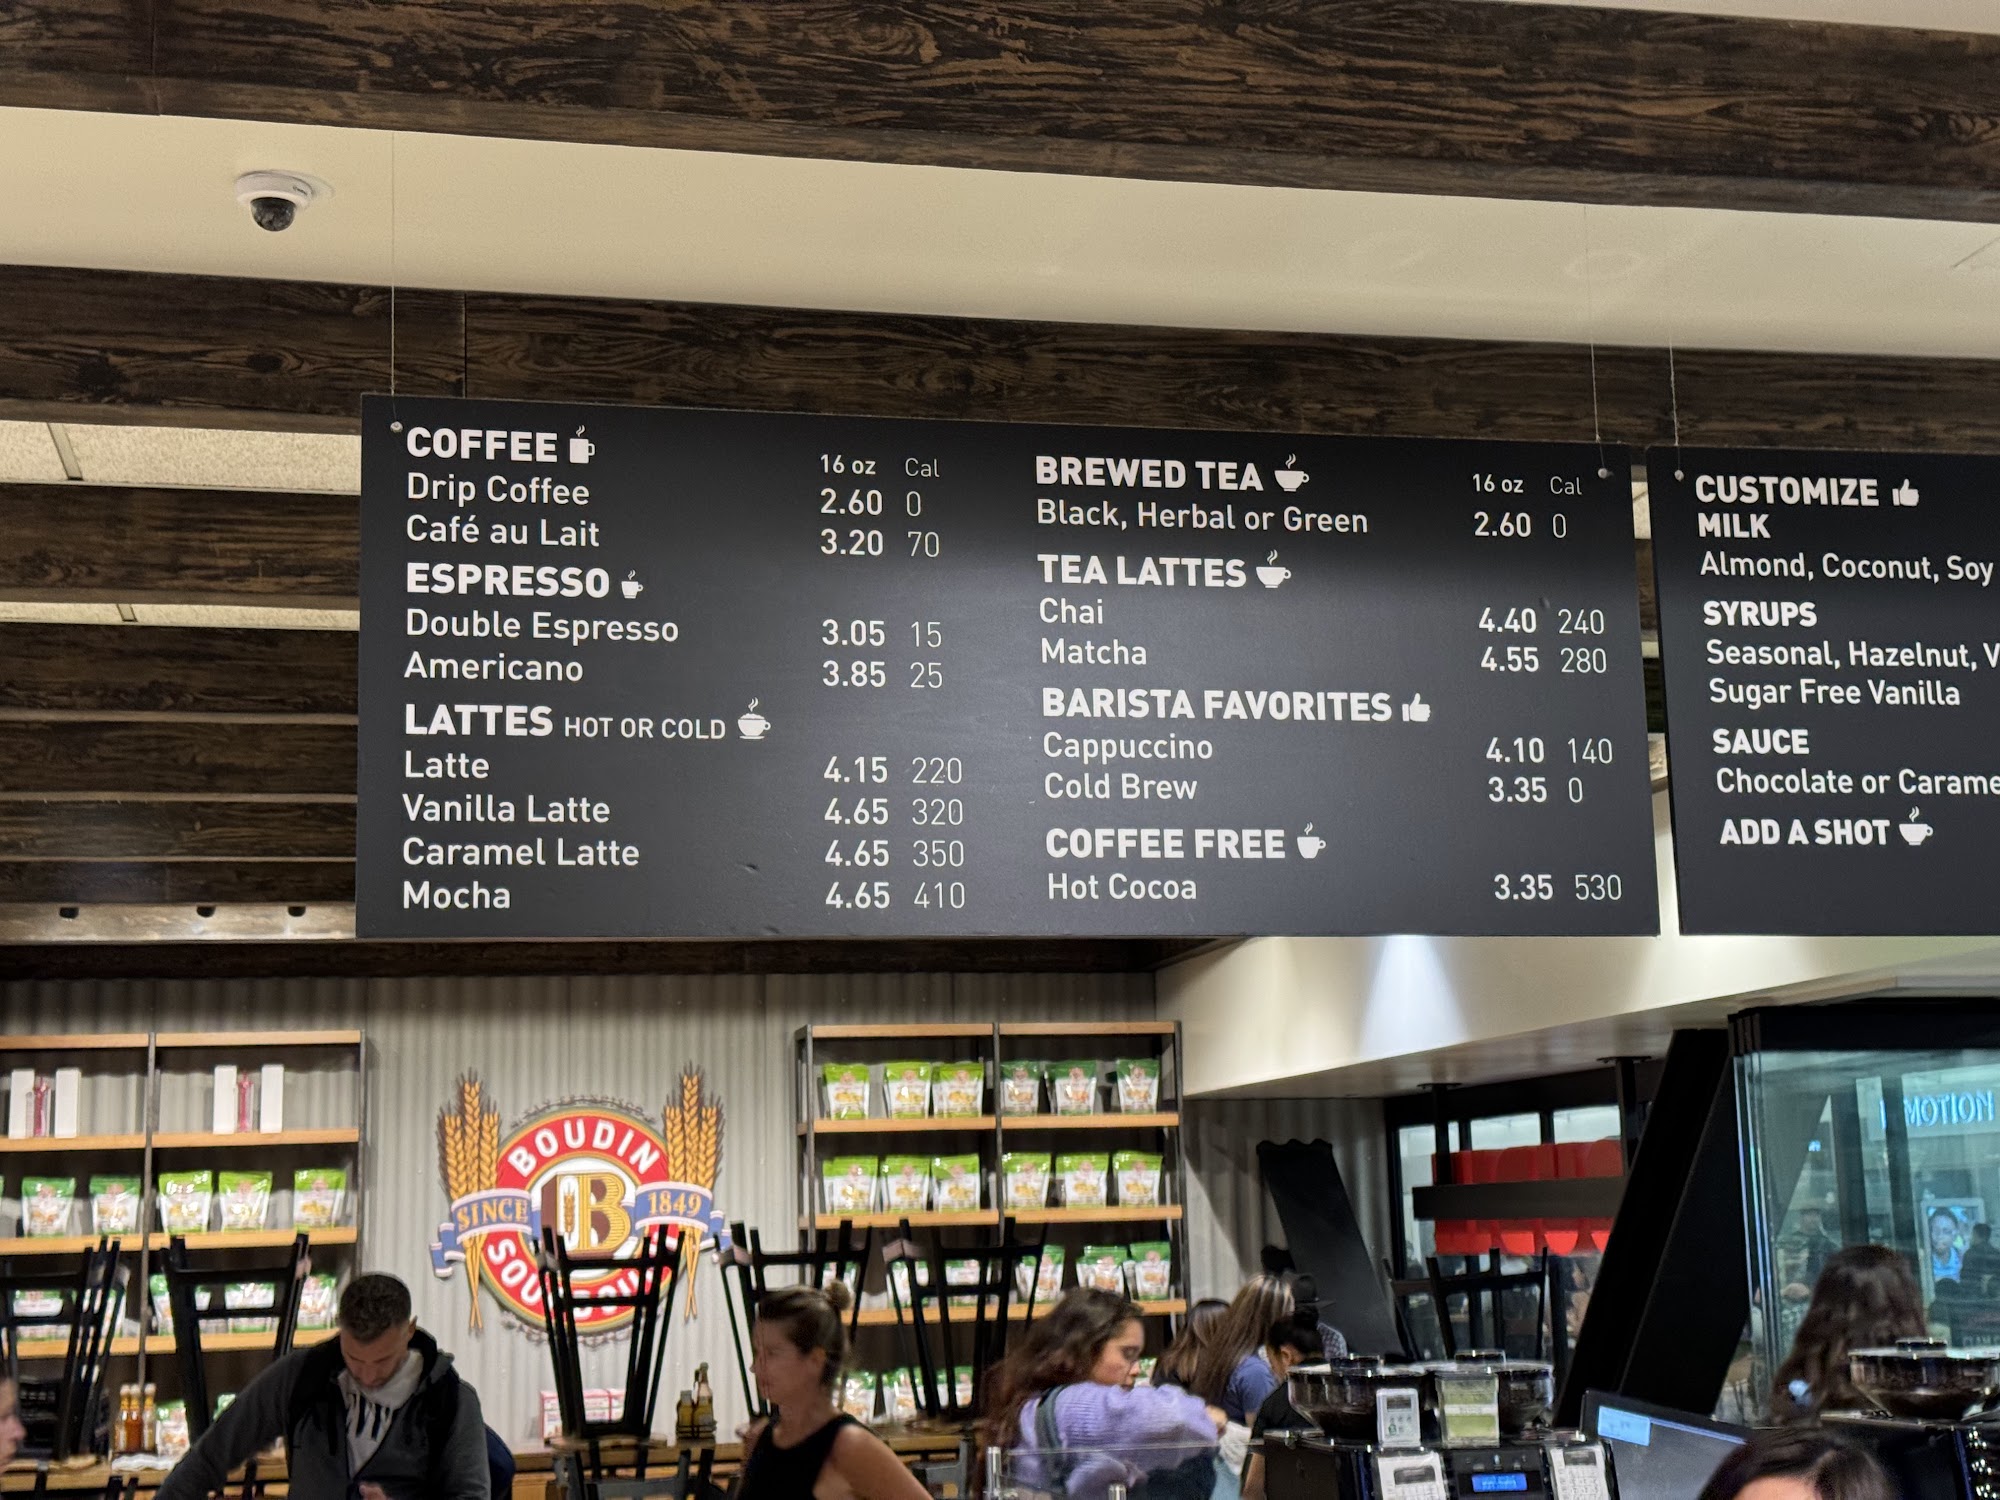 COFFEE
16 oz Cal
Drip Coffee 2.60 0
Café au Lait 3.20 70
ESPRESSO
Double Espresso 3.05 15
Americano 3.85 25
LATTES HOT OR COLD
Latte 4.15 220
Vanilla Latte 4.65 320
Caramel Latte 4.65 350
Mocha 4.65 410
BREWED TEA
16 oz Cal
Black, Herbal or Green 2.60 0
TEA LATTES
Chai 4.40 240
Matcha 4.55 280
BARISTA FAVORITES
Cappuccino 4.10 140
Cold Brew 3.35 0
COFFEE FREE
Hot Cocoa 3.35 530
CUSTOMIZE
MILK
Almond, Coconut, Soy
SYRUPS
Seasonal, Hazelnut, V
Sugar Free Vanilla
SAUCE
Chocolate or Carame
ADD A SHOT
BOUDIN
SINCE B 1849
MOTION